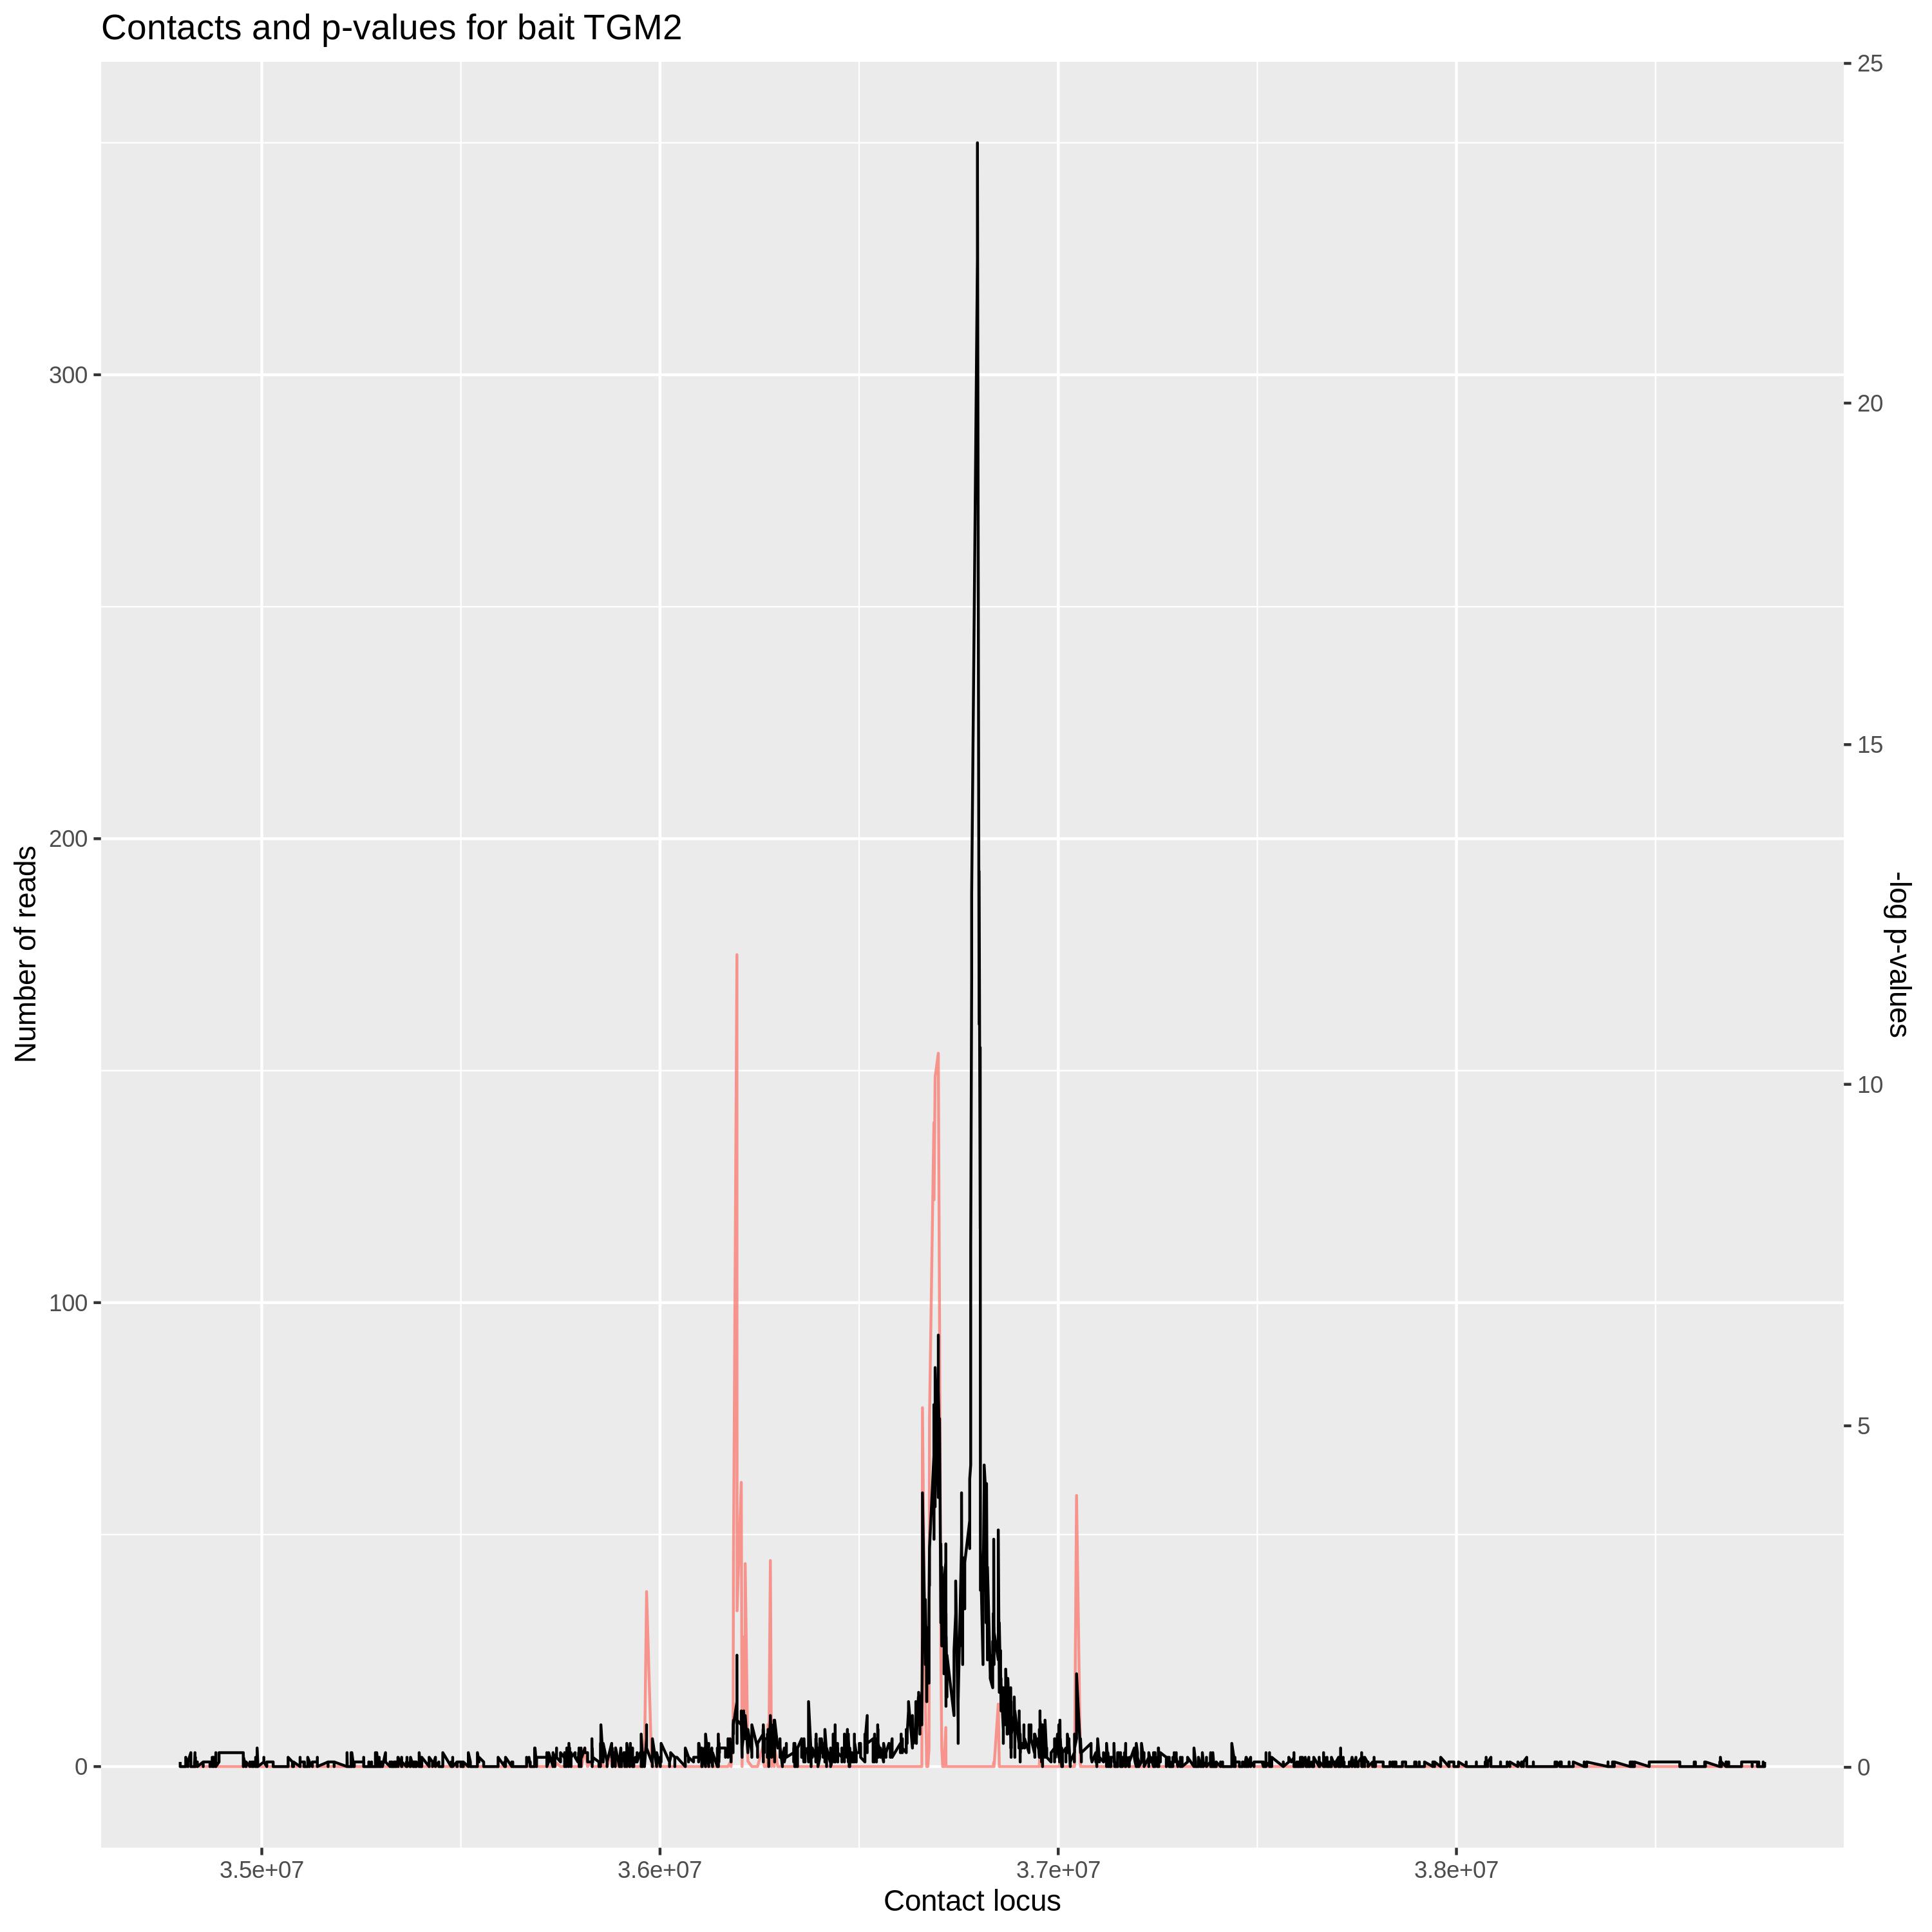 Contacts and p-values for bait TGM2
25
300
20
15
200
Number of reads
-log p-values
10
100
5
0
0
3.5e+07
3.6e+07
3.7e+07
3.8e+07
Contact locus